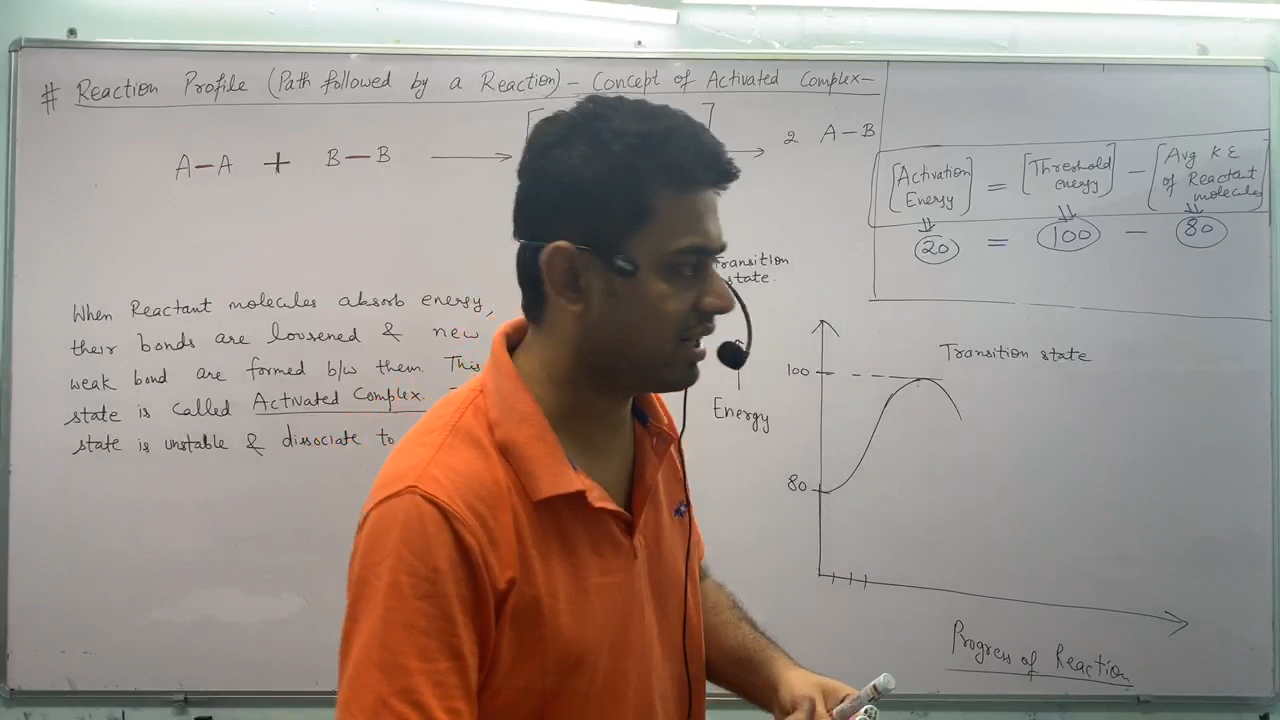 # Reaction Profile (Path followed by a Reaction) - Concept of Activated Complex-
A-A + B-B → → 2 A-B
[Activation Energy] = [Threshold energy] - [Avg K E of Reactant molecules]
20 = 100 - 80
Transition
state.
When Reactant molecules absorb energy,
their bonds are loosened & new
weak bond are formed b/w them. This
state is called Activated Complex.
state is unstable & dissociate to
Transition state
100
Energy
80
Progress of Reaction